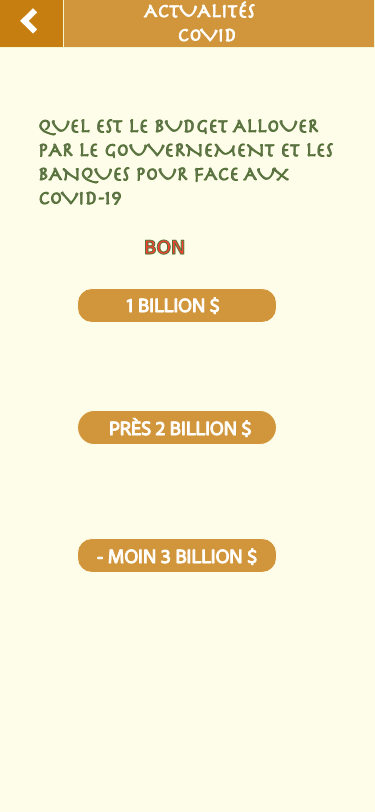 ACTUALITÉS
COVID
QUEL EST LE BUDGET ALLOUER
PAR LE GOUVERNEMENT ET LES
BANQUES POUR FACE AUX
COVID-19
BON
1 BILLION $
PRÈS 2 BILLION $
- MOIN 3 BILLION $